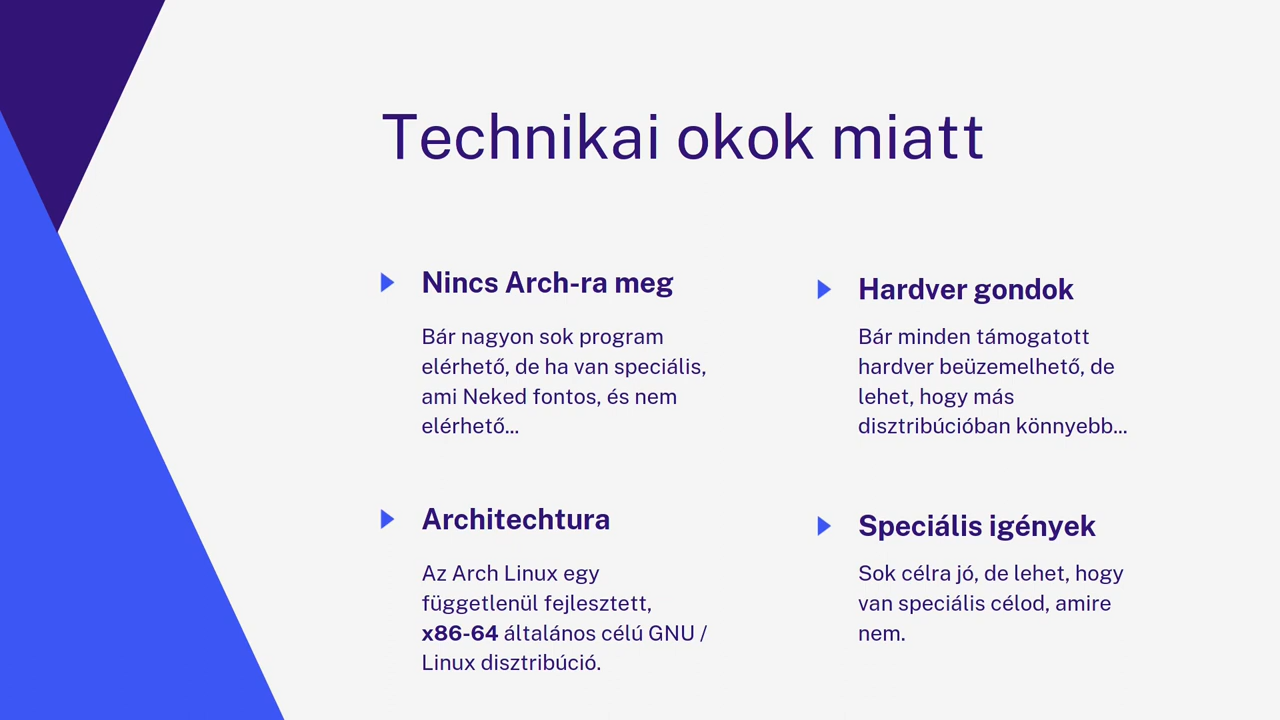 Technikai okok miatt
Nincs Arch-ra meg
Bár nagyon sok program
elérhető, de ha van speciális,
ami Neked fontos, és nem
elérhető...
Hardver gondok
Bár minden támogatott
hardver beüzemelhető, de
lehet, hogy más
disztribúcióban könnyebb...
Architechtura
Az Arch Linux egy
függetlenül fejlesztett,
x86-64 általános célú GNU /
Linux disztribúció.
Speciális igények
Sok célra jó, de lehet, hogy
van speciális célod, amire
nem.